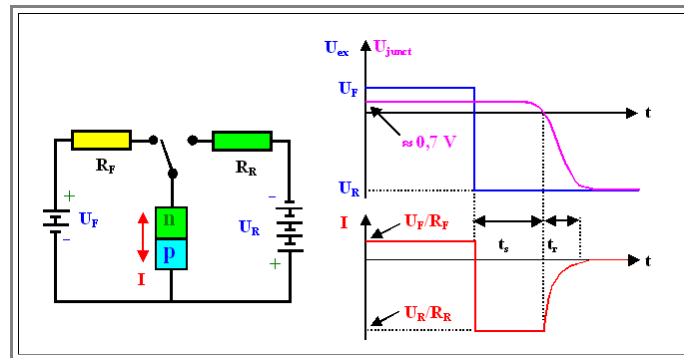 U_ex U_junct
U_F
t
≈ 0,7 V
U_R
I U_F/R_F
t_s t_r
t
U_R/R_R
R_F R_R
+ -
U_F n U_R
- p
I +